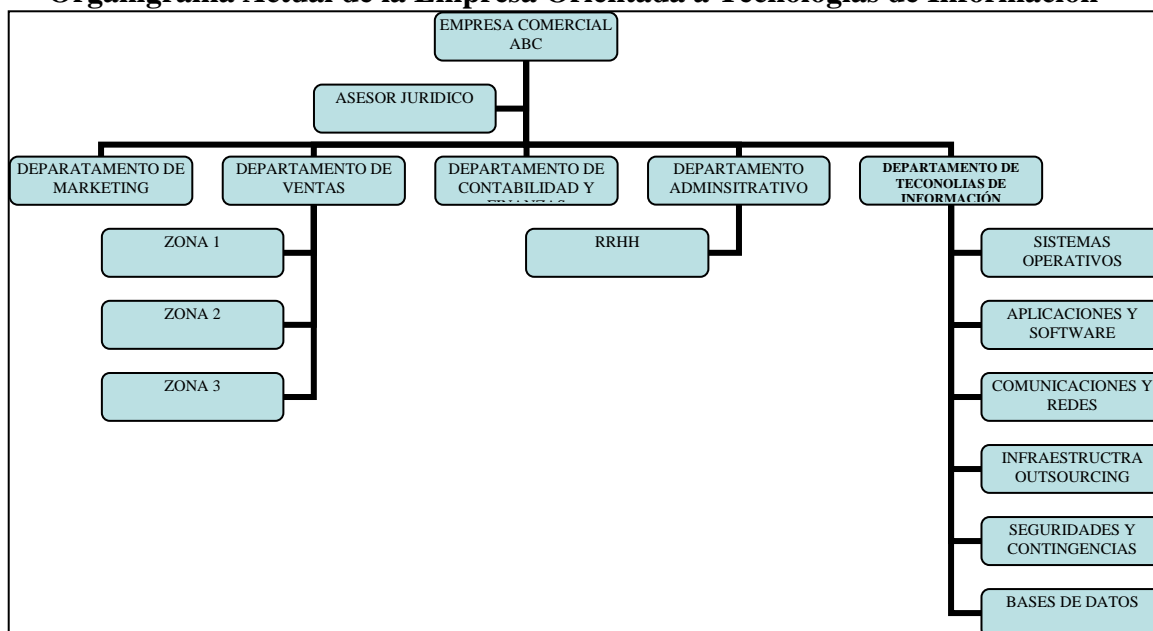 Organigrama Actual de la Empresa Orientada a Tecnologías de Información
EMPRESA COMERCIAL
ABC
ASESOR JURIDICO
DEPARATAMENTO DE
MARKETING
DEPARTAMENTO DE
VENTAS
DEPARTAMENTO DE
CONTABILIDAD Y
FINANZAS
DEPARTAMENTO
ADMINSITRATIVO
DEPARTAMENTO DE
TECONOLIAS DE
INFORMACIÓN
ZONA 1
ZONA 2
ZONA 3
RRHH
SISTEMAS
OPERATIVOS
APLICACIONES Y
SOFTWARE
COMUNICACIONES Y
REDES
INFRAESTRUCTRA
OUTSOURCING
SEGURIDADES Y
CONTINGENCIAS
BASES DE DATOS